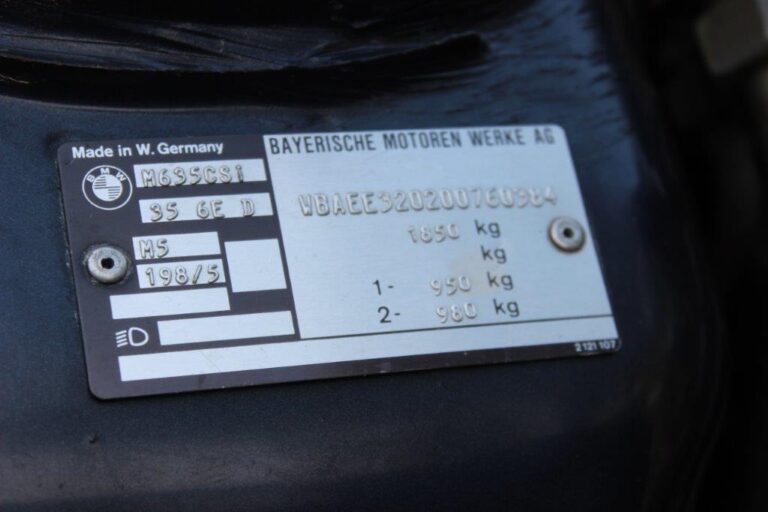 Made in W. Germany
BAYERISCHE MOTOREN WERKE AG
BMW
M635CSi
35 6E D
M5
198/5
WBAEE320200760984
1850 kg
kg
1- 950 kg
2- 980 kg
2 121 107